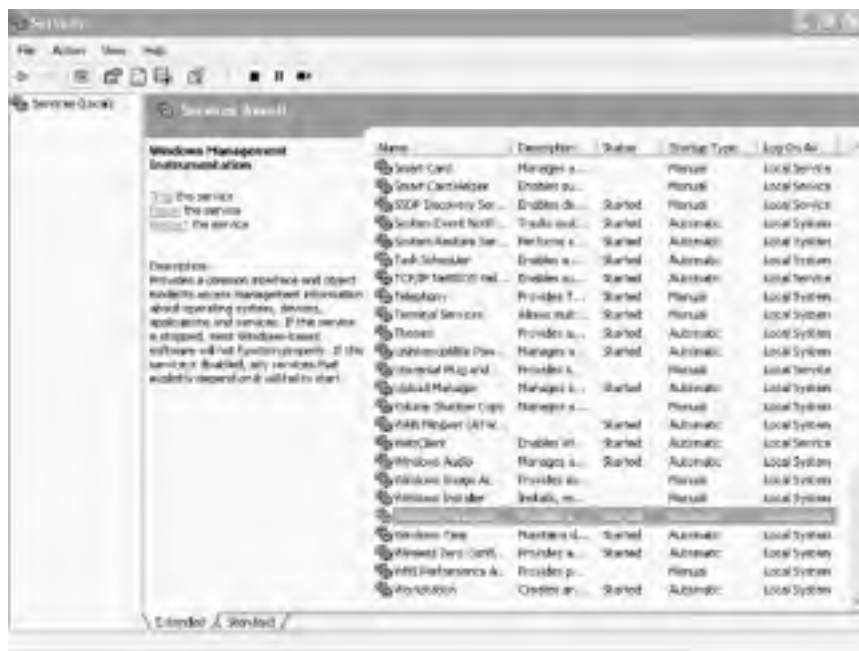 Services
File Action View Help
Services (Local)
Services (Local)
Windows Management
Instrumentation
Stop the service
Pause the service
Restart the service
Description:
Provides a common interface and object
model to access management information
about operating system, devices,
applications and services. If this service
is stopped, most Windows-based
software will not function properly. If this
service is disabled, any services that
explicitly depend on it will fail to start.
Name Description Status Startup Type Log On As
Smart Card Manages a... Manual Local Service
Smart Card Helper Enables su... Manual Local Service
SSDP Discovery Ser... Enables di... Started Manual Local Service
System Event Notifi... Tracks syst... Started Automatic Local System
System Restore Ser... Performs s... Started Automatic Local System
Task Scheduler Enables a... Started Automatic Local System
TCP/IP NetBIOS Hel... Enables su... Started Automatic Local Service
Telephony Provides T... Started Manual Local System
Terminal Services Allows mult... Started Manual Local System
Themes Provides u... Started Automatic Local System
Uninterruptible Pow... Manages a... Started Automatic Local Service
Universal Plug and... Provides s... Manual Local Service
Upload Manager Manages s... Started Automatic Local System
Volume Shadow Copy Manages a... Manual Local System
Started Automatic Local System
WebClient Enables Wi... Started Automatic Local Service
Windows Audio Manages a... Started Automatic Local System
Windows Image Ac... Provides im... Manual Local System
Windows Installer Installs, re... Manual Local System
Windows Time Maintains d... Started Automatic Local System
Wireless Zero Confi... Provides a... Started Automatic Local System
WMI Performance A... Provides p... Manual Local System
Workstation Creates an... Started Automatic Local System
Extended Standard